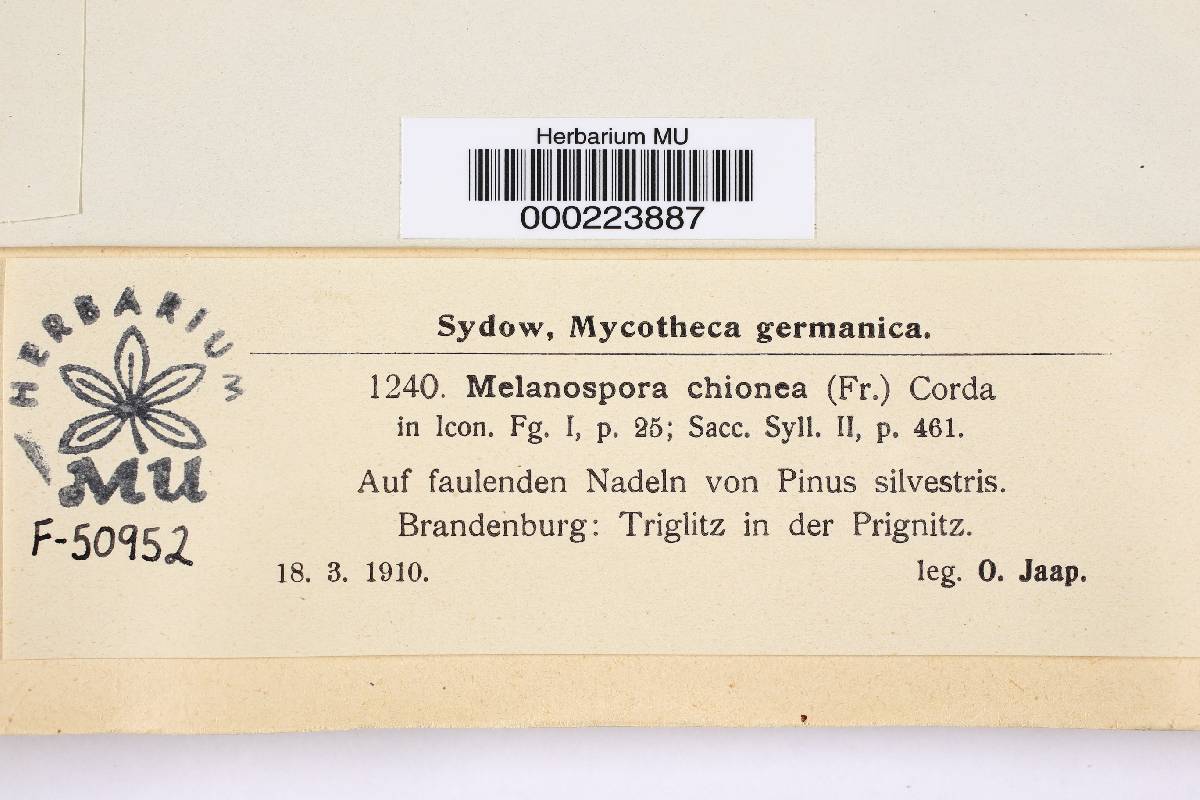 Herbarium MU
000223887
HERBARIUM
MU
F-50952
Sydow, Mycotheca germanica.
1240. Melanospora chionea (Fr.) Corda
in Icon. Fg. I, p. 25; Sacc. Syll. II, p. 461.
Auf faulenden Nadeln von Pinus silvestris.
Brandenburg: Triglitz in der Prignitz.
18. 3. 1910. leg. O. Jaap.